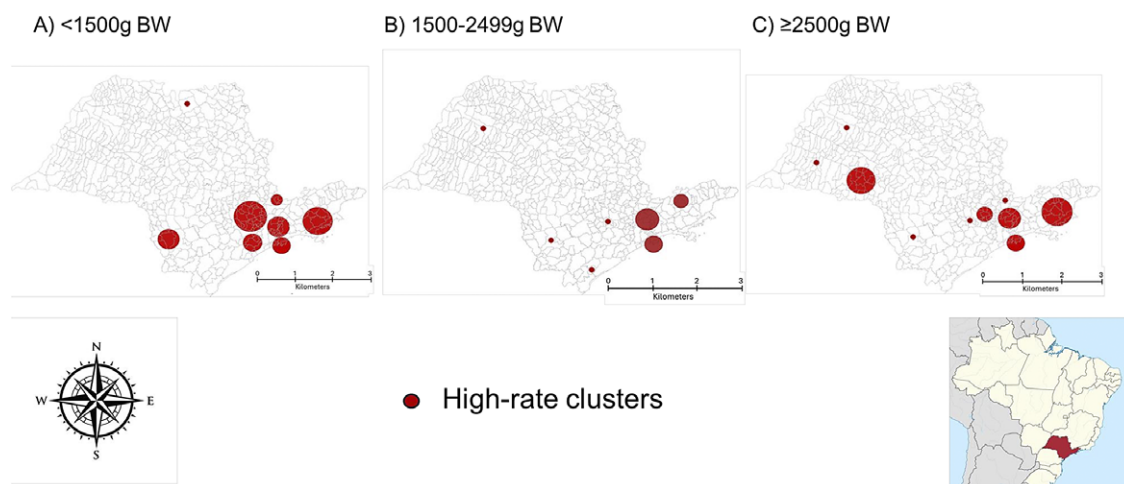 A) <1500g BW
B) 1500-2499g BW
C) ≥2500g BW
0 1 2 3
Kilometers
0 1 2 3
Kilometers
0 1 2 3
Kilometers
N
W E
S
High-rate clusters